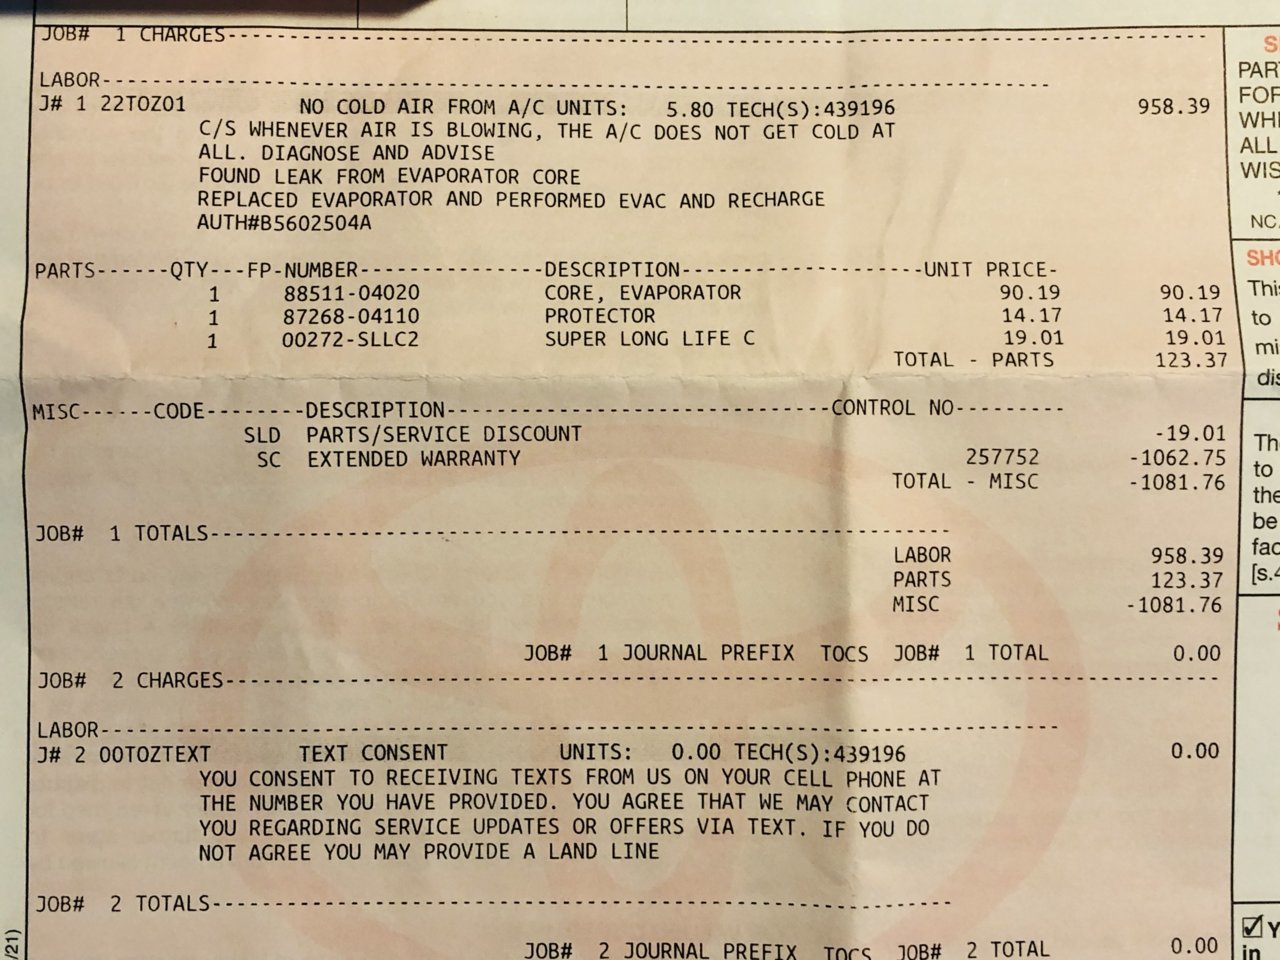 JOB# 1 CHARGES
LABOR
J# 1 22TOZ01 NO COLD AIR FROM A/C UNITS: 5.80 TECH(S):439196 958.39
C/S WHENEVER AIR IS BLOWING, THE A/C DOES NOT GET COLD AT
ALL. DIAGNOSE AND ADVISE
FOUND LEAK FROM EVAPORATOR CORE
REPLACED EVAPORATOR AND PERFORMED EVAC AND RECHARGE
AUTH#B5602504A
PARTS------QTY---FP-NUMBER---------------DESCRIPTION--------------------UNIT PRICE-
1 88511-04020 CORE, EVAPORATOR 90.19 90.19
1 87268-04110 PROTECTOR 14.17 14.17
1 00272-SLLC2 SUPER LONG LIFE C 19.01 19.01
TOTAL - PARTS 123.37
MISC------CODE--------DESCRIPTION--------------------------------CONTROL NO---------
SLD PARTS/SERVICE DISCOUNT -19.01
SC EXTENDED WARRANTY 257752 -1062.75
TOTAL - MISC -1081.76
JOB# 1 TOTALS
LABOR 958.39
PARTS 123.37
MISC -1081.76
JOB# 1 JOURNAL PREFIX TOCS JOB# 1 TOTAL 0.00
JOB# 2 CHARGES
LABOR
J# 2 00TOZTEXT TEXT CONSENT UNITS: 0.00 TECH(S):439196 0.00
YOU CONSENT TO RECEIVING TEXTS FROM US ON YOUR CELL PHONE AT
THE NUMBER YOU HAVE PROVIDED. YOU AGREE THAT WE MAY CONTACT
YOU REGARDING SERVICE UPDATES OR OFFERS VIA TEXT. IF YOU DO
NOT AGREE YOU MAY PROVIDE A LAND LINE
JOB# 2 TOTALS
JOB# 2 JOURNAL PREFIX TOCS JOB# 2 TOTAL 0.00
/21)
FOR
ALL
This
to
to
be
[s.4
in